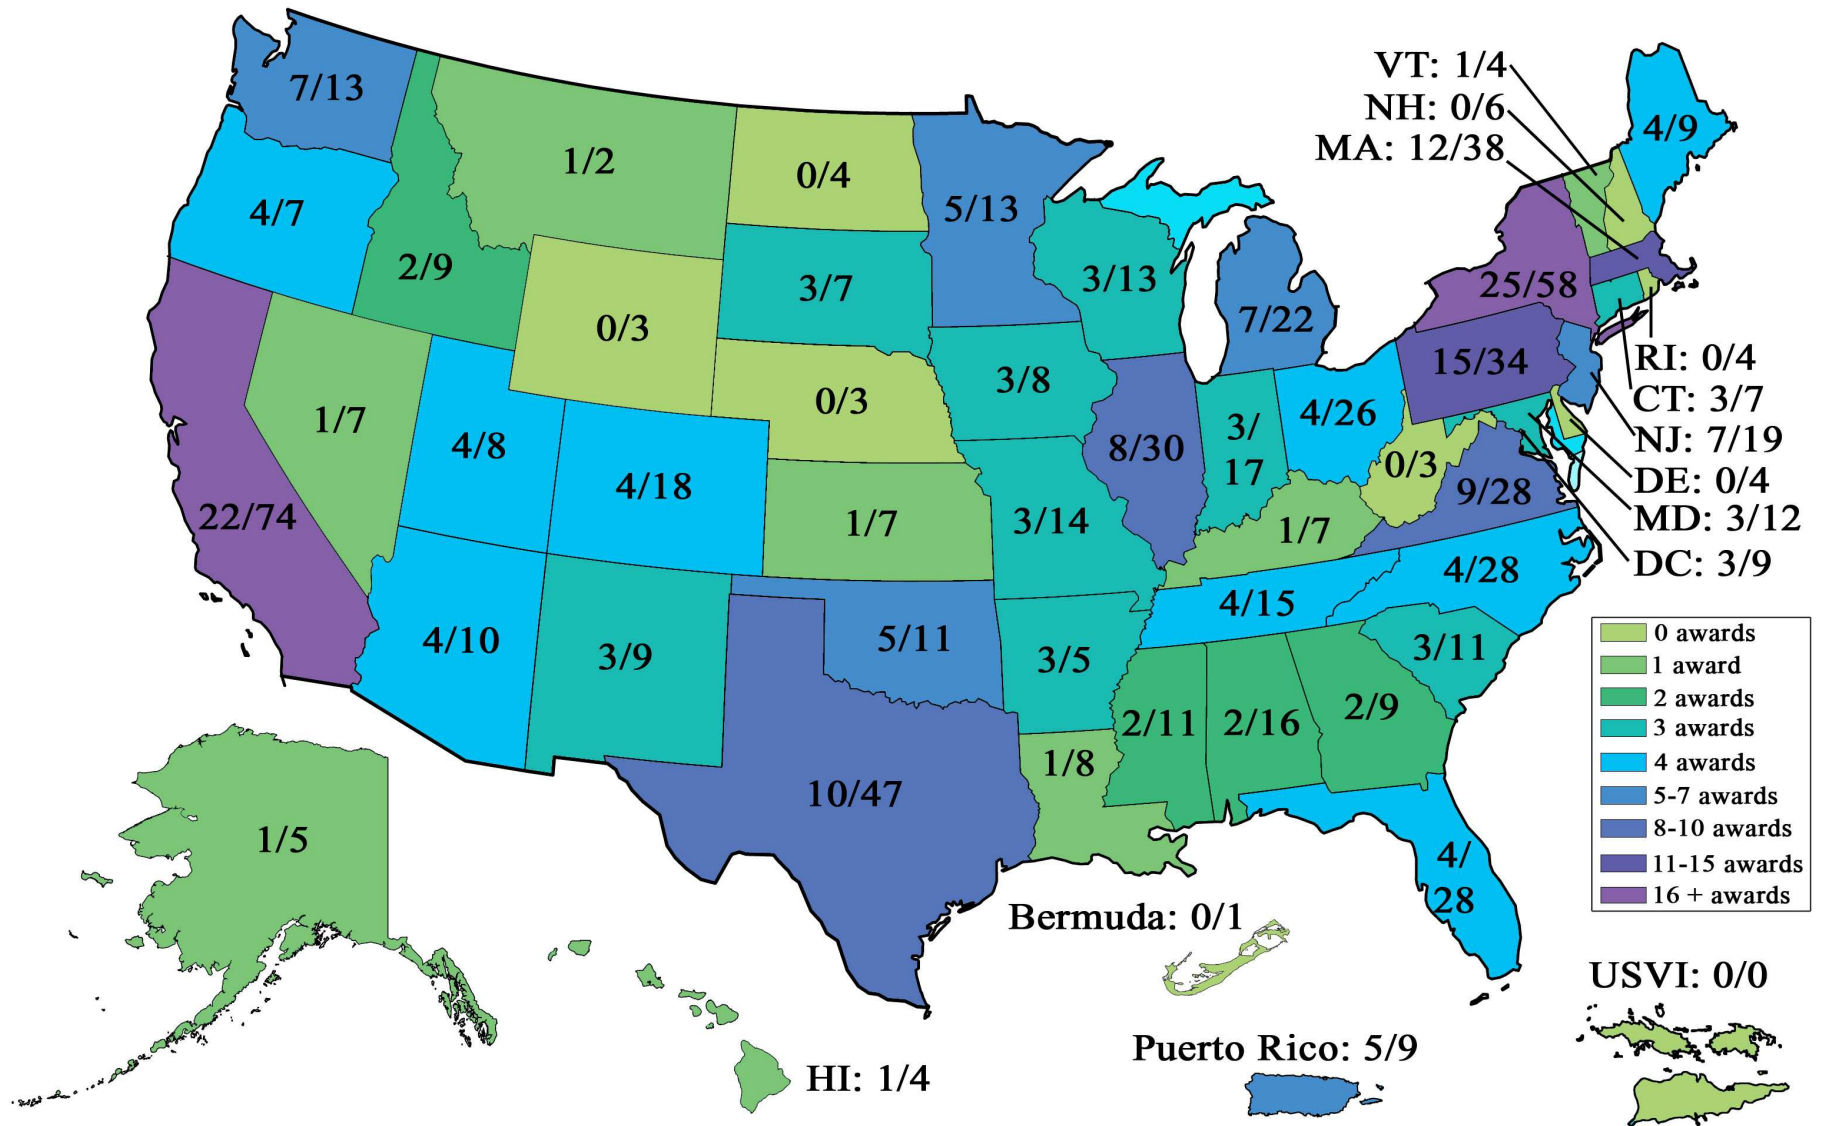 VT: 1/4
NH: 0/6
MA: 12/38
7/13
1/2
0/4
5/13
4/9
4/7
2/9
0/3
3/7
3/13
7/22
25/58
15/34
RI: 0/4
CT: 3/7
NJ: 7/19
DE: 0/4
MD: 3/12
DC: 3/9
1/7
4/8
4/18
0/3
3/8
8/30
3/
17
4/26
0/3
9/28
22/74
1/7
3/14
1/7
4/28
4/15
4/10
3/9
5/11
3/5
3/11
2/11
2/16
2/9
1/8
10/47
4/
28
1/5
0 awards
1 award
2 awards
3 awards
4 awards
5-7 awards
8-10 awards
11-15 awards
16 + awards
Bermuda: 0/1
USVI: 0/0
Puerto Rico: 5/9
HI: 1/4